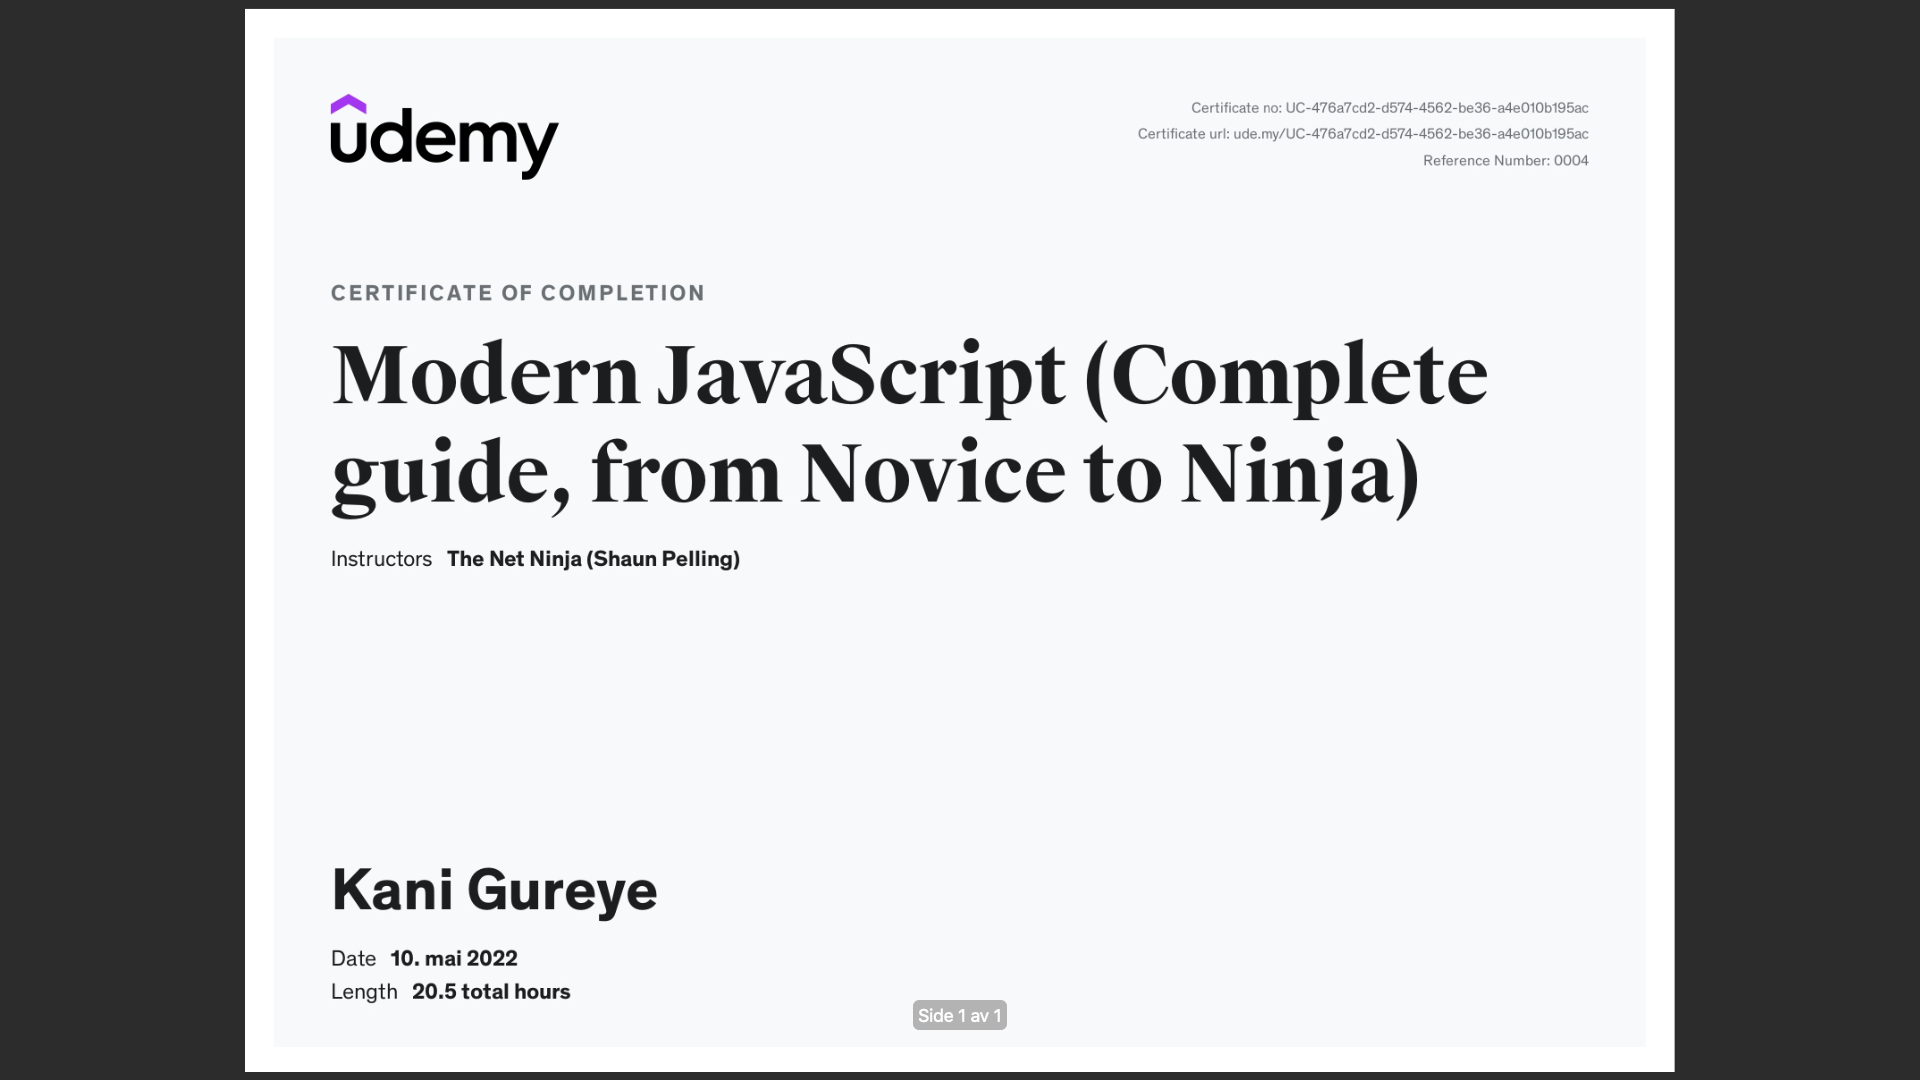 udemy
Certificate no: UC-476a7cd2-d574-4562-be36-a4e010b195ac
Certificate url: ude.my/UC-476a7cd2-d574-4562-be36-a4e010b195ac
Reference Number: 0004
CERTIFICATE OF COMPLETION
Modern JavaScript (Complete
guide, from Novice to Ninja)
Instructors The Net Ninja (Shaun Pelling)
Kani Gureye
Date 10. mai 2022
Length 20.5 total hours
Side 1 av 1